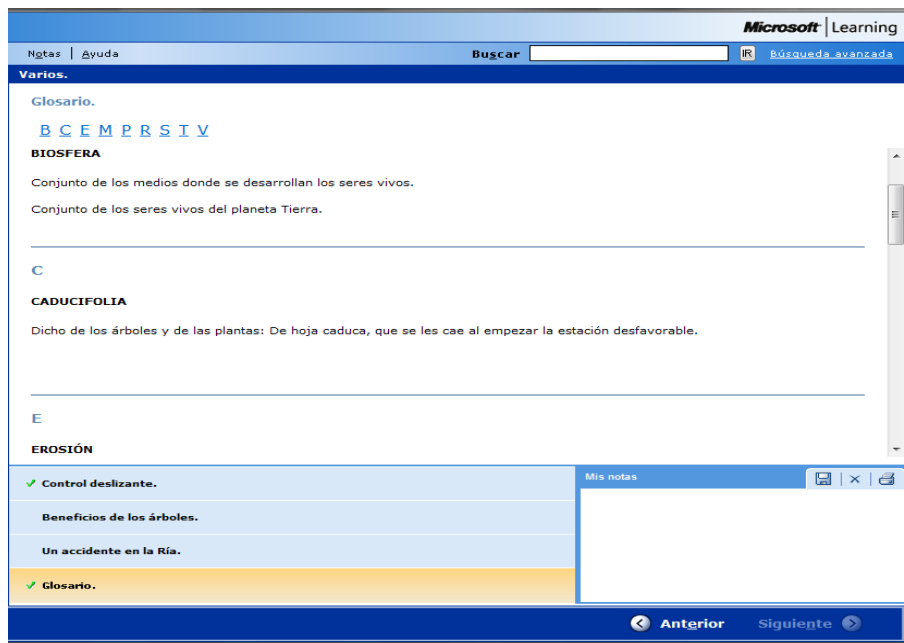 Microsoft | Learning
Notas | Ayuda Buscar IR Búsqueda avanzada
Varios.
Glosario.
B C E M P R S T V
BIOSFERA
Conjunto de los medios donde se desarrollan los seres vivos.
Conjunto de los seres vivos del planeta Tierra.
C
CADUCIFOLIA
Dicho de los árboles y de las plantas: De hoja caduca, que se les cae al empezar la estación desfavorable.
E
EROSIÓN
Control deslizante.
Beneficios de los árboles.
Un accidente en la Ría.
Glosario.
Mis notas
Anterior Siguiente